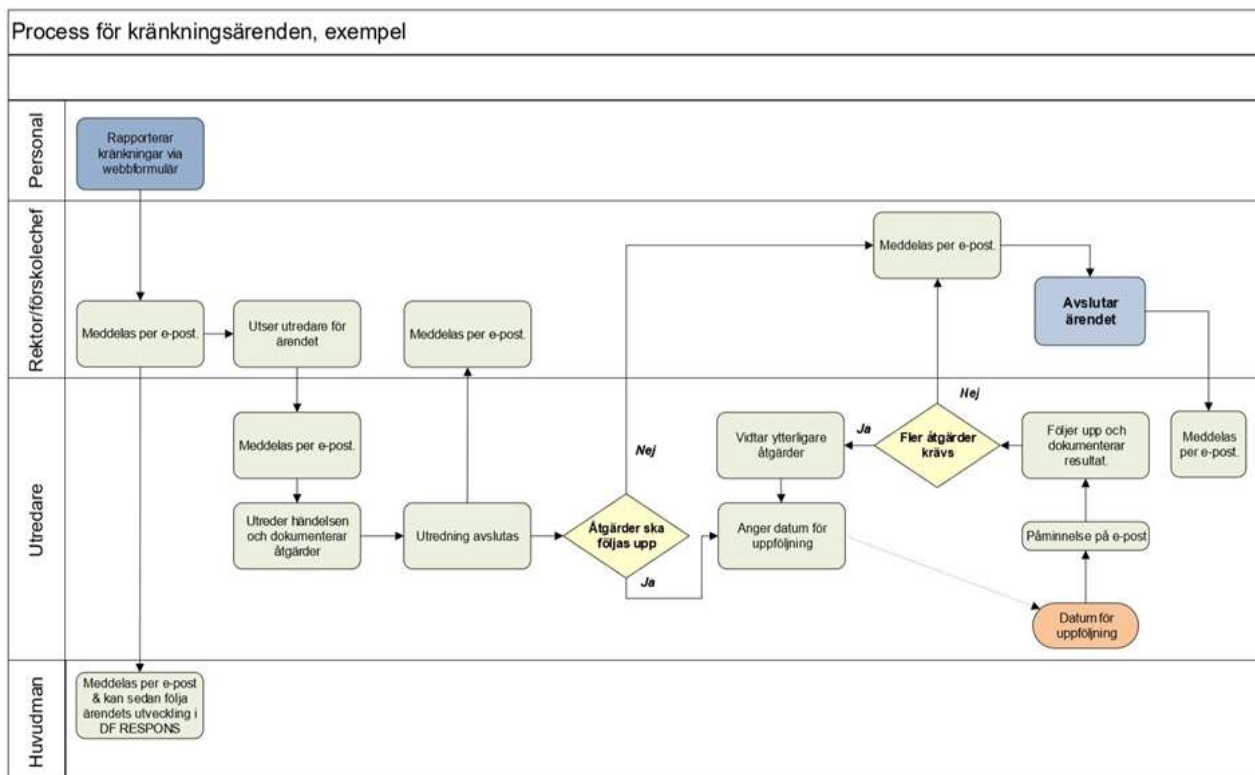 Process för kränkningsärenden, exempel
Personal
Rapporterar
kränkningar via
webbformulär
Rektor/förskolechef
Meddelas per e-post.
Utser utredare för
ärendet
Meddelas per e-post.
Meddelas per e-post.
Avslutar
ärendet
Utredare
Meddelas per e-post.
Utreder händelsen
och dokumenterar
åtgärder
Utredning avslutas
Åtgärder ska
följas upp
Nej
Ja
Vidtar ytterligare
åtgärder
Anger datum för
uppföljning
Ja
Nej
Fler åtgärder
krävs
Följer upp och
dokumenterar
resultat.
Påminnelse på e-post
Datum för
uppföljning
Meddelas
per e-post.
Huvudman
Meddelas per e-post
& kan sedan följa
ärendets utveckling i
DF RESPONS